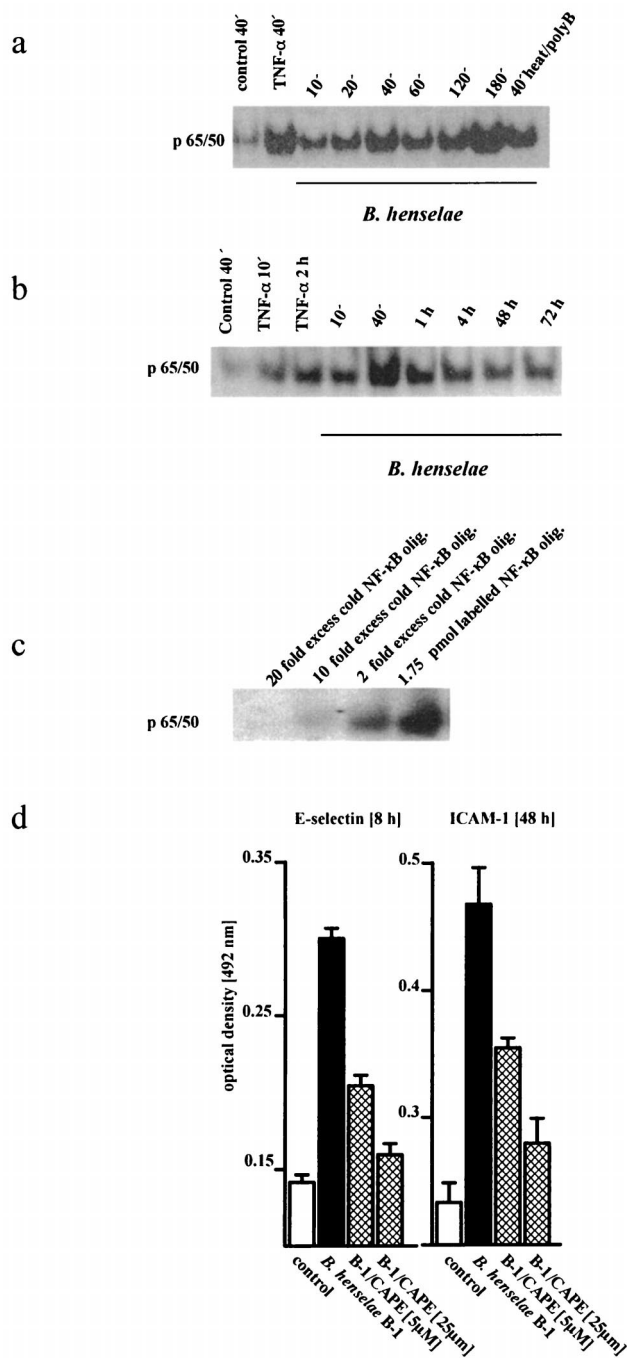 a
control 40´
TNF-α 40´
10´
20´
40´
60´
120´
180´
40´heat/polyB
p 65/50
B. henselae
b
Control 40´
TNF-α 10´
TNF-α 2 h
10´
40´
1 h
4 h
48 h
72 h
p 65/50
B. henselae
c
20 fold excess cold NF-κB olig.
10 fold excess cold NF-κB olig.
2 fold excess cold NF-κB olig.
1.75 pmol labelled NF-κB olig.
p 65/50
d
E-selectin [8 h]
ICAM-1 [48 h]
optical density [492 nm]
0.35
0.25
0.15
0.5
0.4
0.3
control
B. henselae B-1
B-1/CAPE [5μM]
B-1/CAPE [25μm]
control
B. henselae B-1
B-1/CAPE [5μM]
B-1/CAPE [25μm]